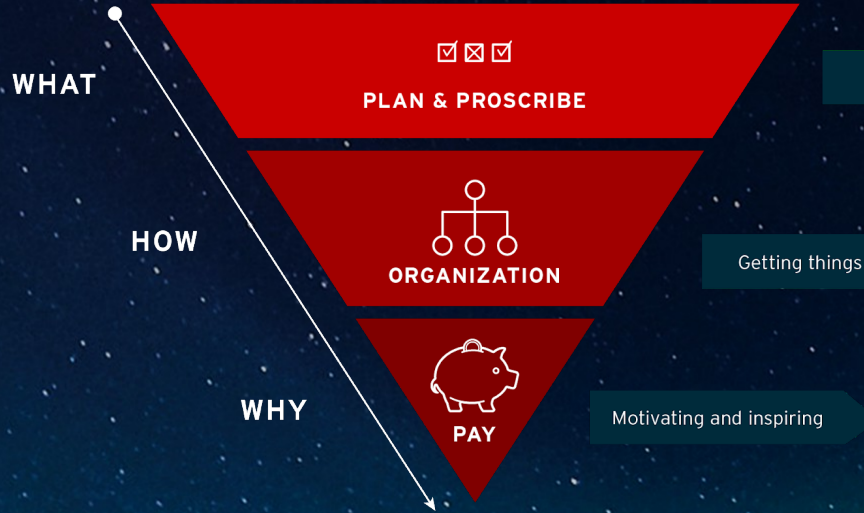 WHAT
PLAN & PROSCRIBE
HOW
ORGANIZATION
Getting things
WHY
PAY
Motivating and inspiring